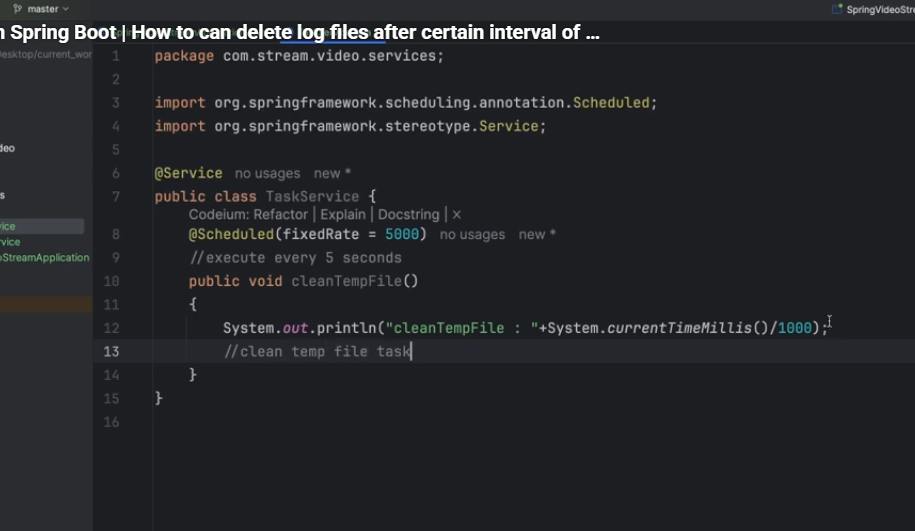 master
SpringVideoStre
n Spring Boot | How to can delete log files after certain interval of ...
esktop/current_wor
1 package com.stream.video.services;
2
3 import org.springframework.scheduling.annotation.Scheduled;
4 import org.springframework.stereotype.Service;
5
deo
6 @Service no usages new *
s
7 public class TaskService {
Codeium: Refactor | Explain | Docstring | ×
ice
8 @Scheduled(fixedRate = 5000) no usages new *
rvice
9 //execute every 5 seconds
oStreamApplication
10 public void cleanTempFile()
11 {
12 System.out.println("cleanTempFile : "+System.currentTimeMillis()/1000);
13 //clean temp file task
14 }
15 }
16